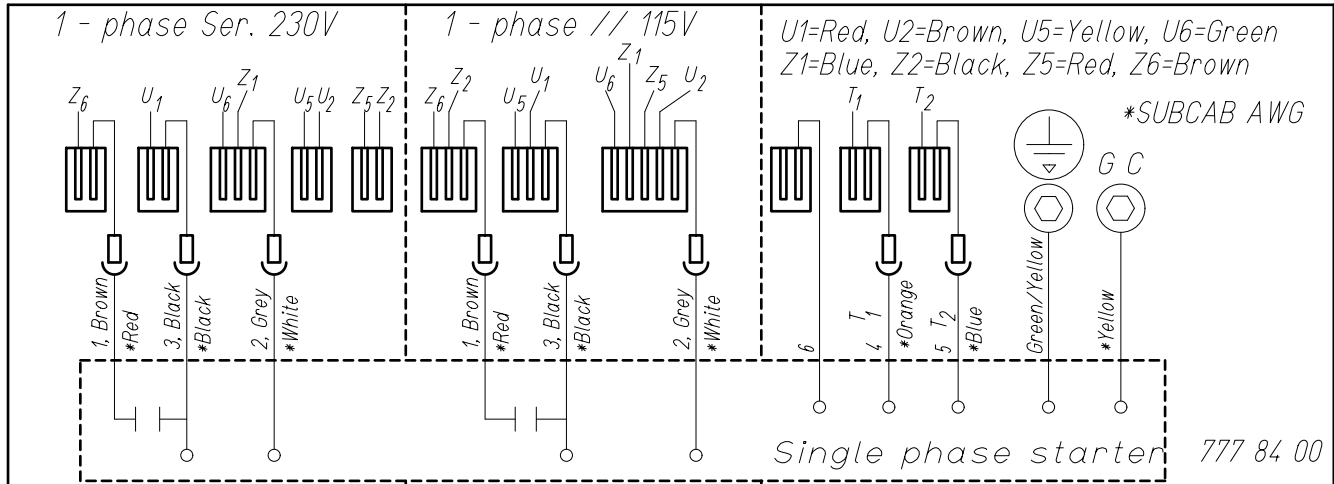 1 - phase Ser. 230V
Z6 U1 U6 Z1 U5 U2 Z5 Z2
1, Brown
*Red
3, Black
*Black
2, Grey
*White
1 - phase // 115V
Z6 Z2 U5 U1 U6 Z1 Z5 U2
1, Brown
*Red
3, Black
*Black
2, Grey
*White
U1=Red, U2=Brown, U5=Yellow, U6=Green
Z1=Blue, Z2=Black, Z5=Red, Z6=Brown
*SUBCAB AWG
T1 T2
G C
6
4 T1
*Orange
5 T2
*Blue
Green/Yellow
*Yellow
Single phase starter
777 84 00